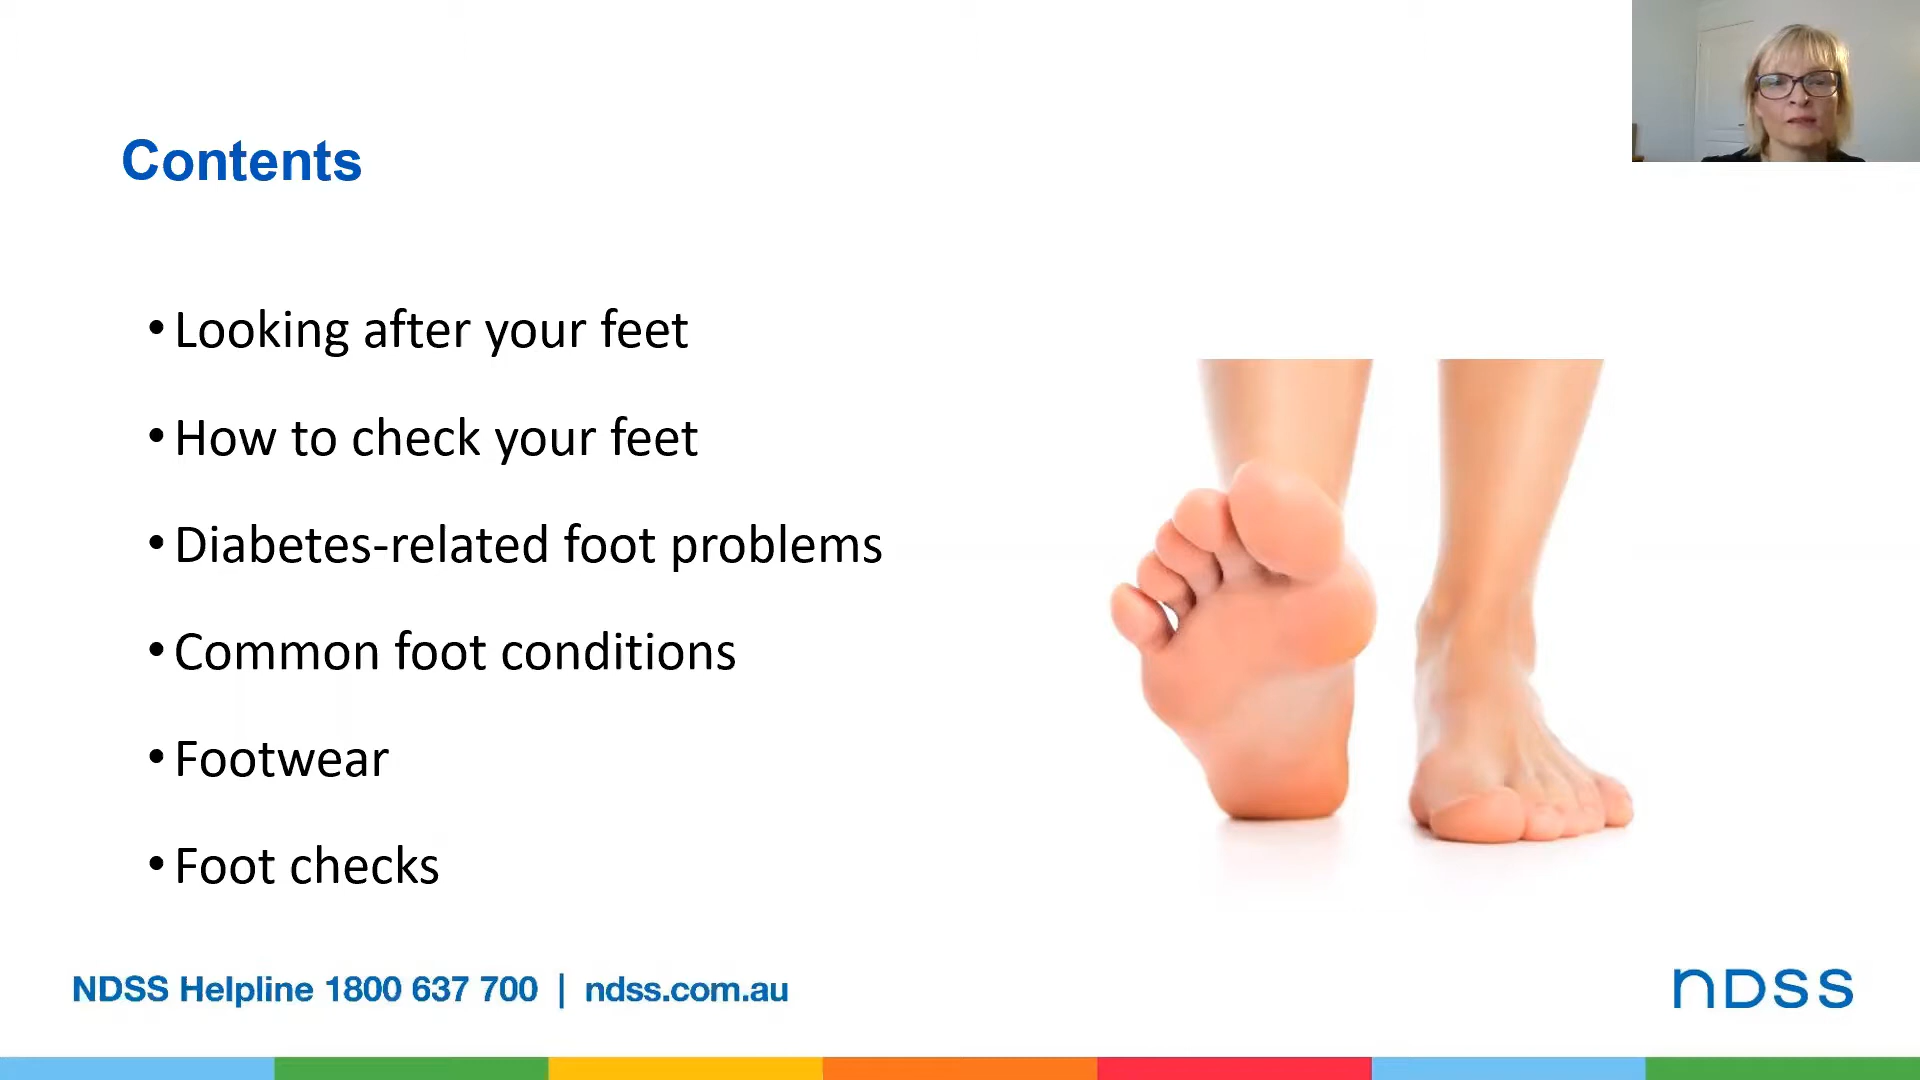 Contents
• Looking after your feet
• How to check your feet
• Diabetes-related foot problems
• Common foot conditions
• Footwear
• Foot checks
NDSS Helpline 1800 637 700 | ndss.com.au
nDSS